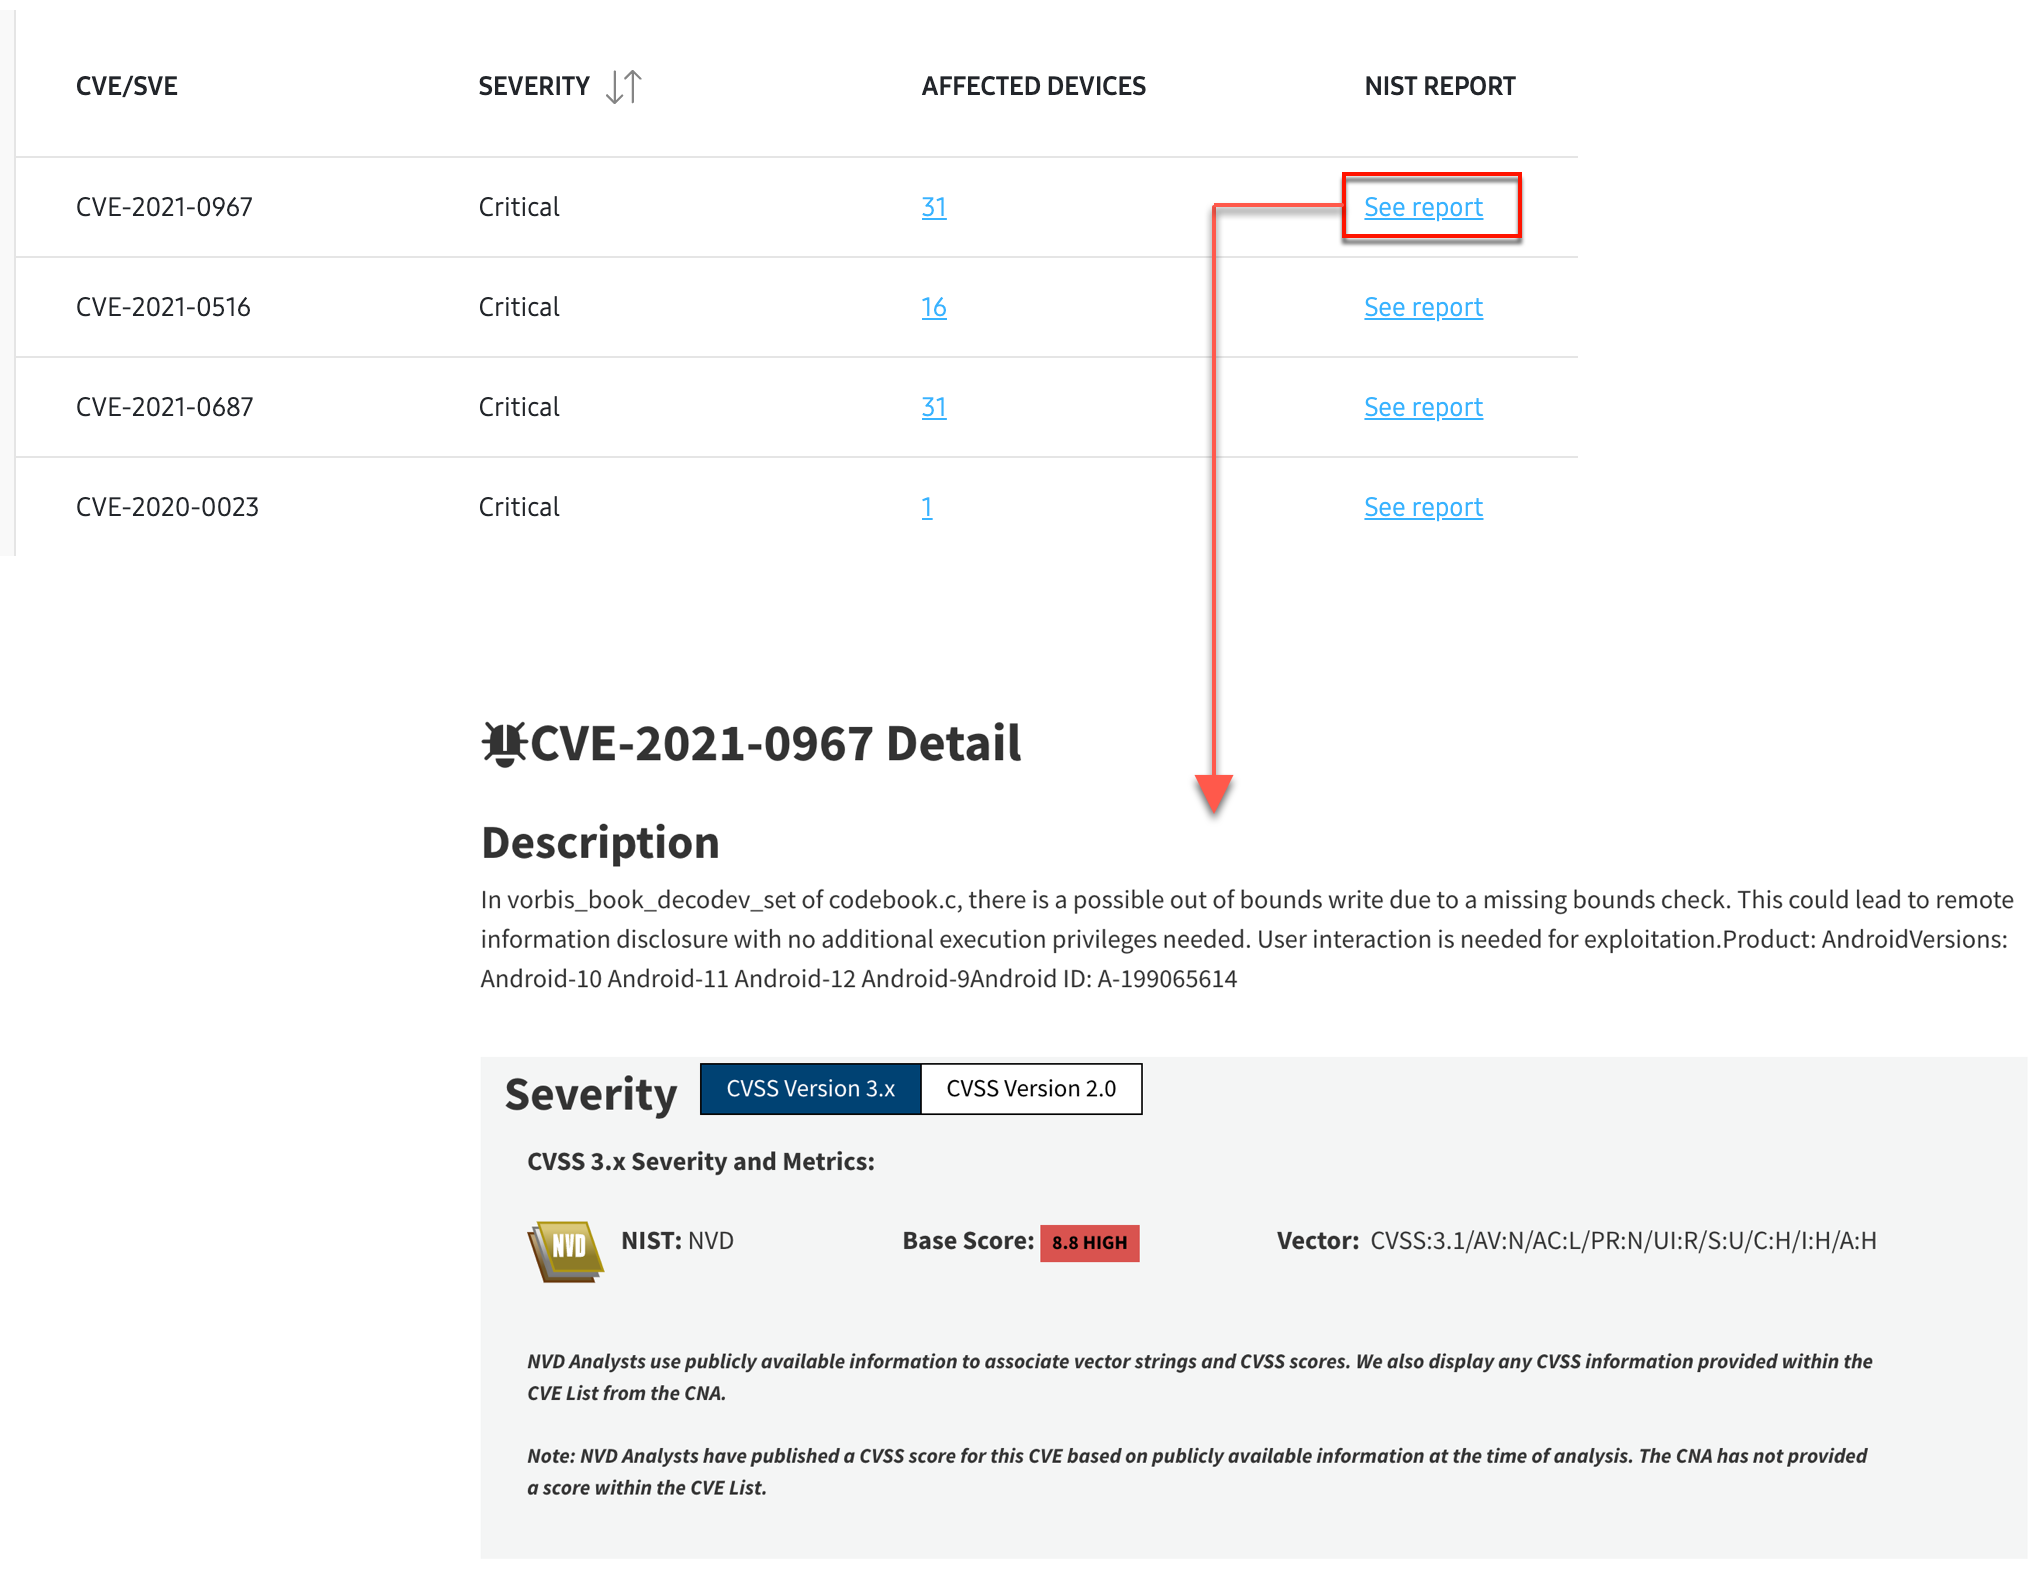 CVE/SVE SEVERITY AFFECTED DEVICES NIST REPORT
CVE-2021-0967 Critical 31 See report
CVE-2021-0516 Critical 16 See report
CVE-2021-0687 Critical 31 See report
CVE-2020-0023 Critical 1 See report
CVE-2021-0967 Detail
Description
In vorbis_book_decodev_set of codebook.c, there is a possible out of bounds write due to a missing bounds check. This could lead to remote
information disclosure with no additional execution privileges needed. User interaction is needed for exploitation.Product: AndroidVersions:
Android-10 Android-11 Android-12 Android-9Android ID: A-199065614
Severity CVSS Version 3.x CVSS Version 2.0
CVSS 3.x Severity and Metrics:
NVD NIST: NVD Base Score: 8.8 HIGH Vector: CVSS:3.1/AV:N/AC:L/PR:N/UI:R/S:U/C:H/I:H/A:H
NVD Analysts use publicly available information to associate vector strings and CVSS scores. We also display any CVSS information provided within the
CVE List from the CNA.
Note: NVD Analysts have published a CVSS score for this CVE based on publicly available information at the time of analysis. The CNA has not provided
a score within the CVE List.